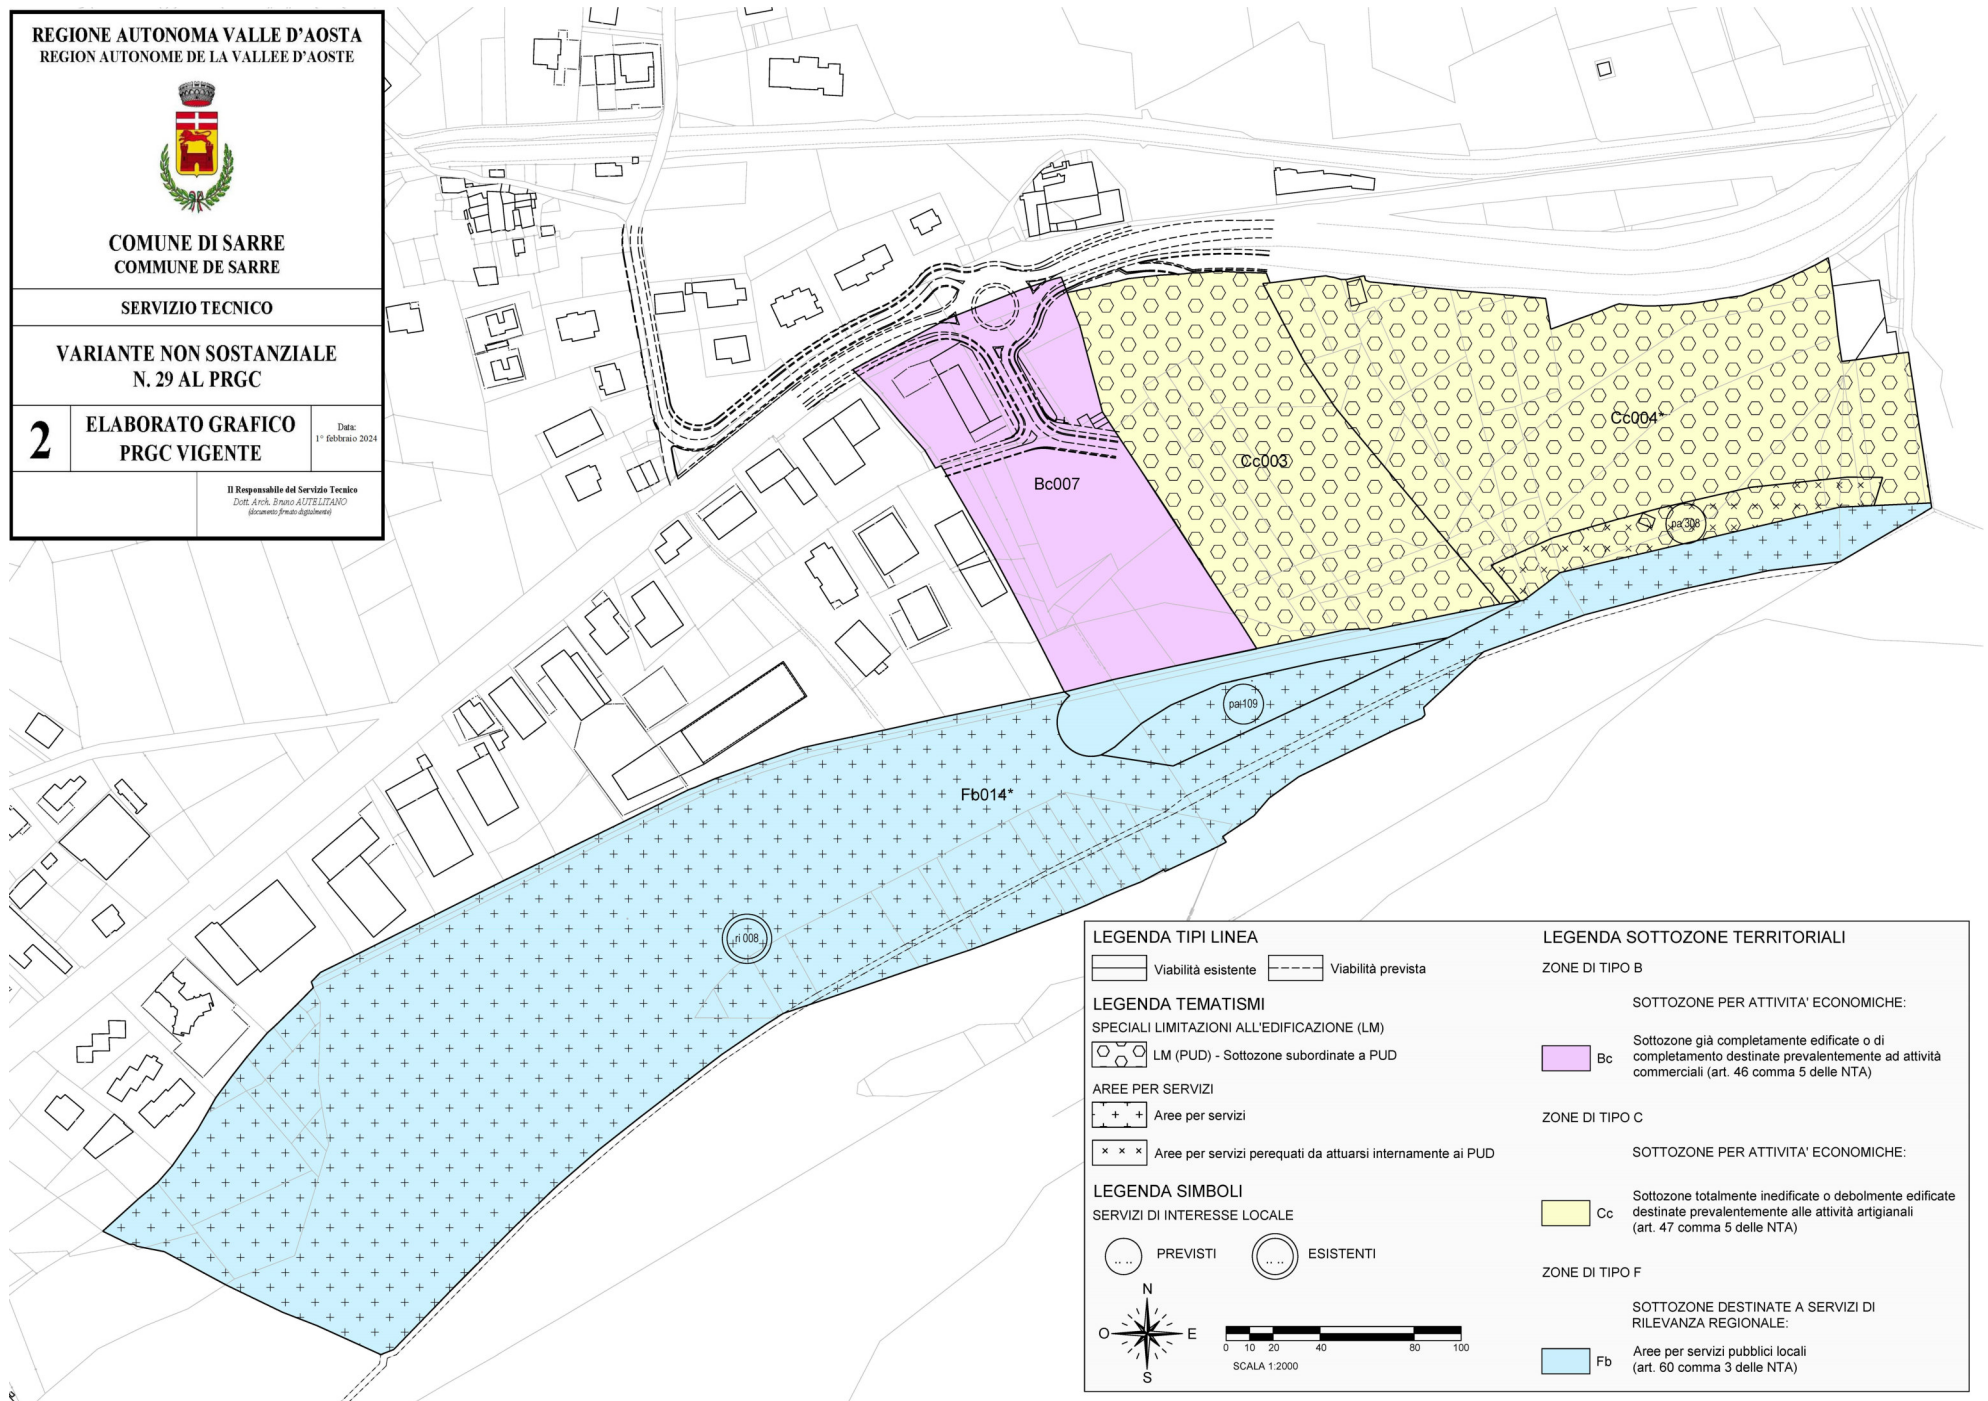 REGIONE AUTONOMA VALLE D'AOSTA
REGION AUTONOME DE LA VALLEE D'AOSTE
COMUNE DI SARRE
COMMUNE DE SARRE
SERVIZIO TECNICO
VARIANTE NON SOSTANZIALE
N. 29 AL PRGC
2
ELABORATO GRAFICO
PRGC VIGENTE
Data:
1° febbraio 2024
Il Responsabile del Servizio Tecnico
Dott. Arch. Bruno AUTELITANO
(documento firmato digitalmente)
Cc004*
Cc003
Bc007
pa 308
pai109
Fb014*
ri 008
LEGENDA TIPI LINEA
Viabilità esistente
Viabilità prevista
LEGENDA TEMATISMI
SPECIALI LIMITAZIONI ALL'EDIFICAZIONE (LM)
LM (PUD) - Sottozone subordinate a PUD
AREE PER SERVIZI
Aree per servizi
Aree per servizi perequati da attuarsi internamente ai PUD
LEGENDA SIMBOLI
SERVIZI DI INTERESSE LOCALE
.. ..
PREVISTI
.. ..
ESISTENTI
N
O
E
S
0 10 20 40 80 100
SCALA 1:2000
LEGENDA SOTTOZONE TERRITORIALI
ZONE DI TIPO B
SOTTOZONE PER ATTIVITA' ECONOMICHE:
Bc
Sottozone già completamente edificate o di
completamento destinate prevalentemente ad attività
commerciali (art. 46 comma 5 delle NTA)
ZONE DI TIPO C
SOTTOZONE PER ATTIVITA' ECONOMICHE:
Cc
Sottozone totalmente inedificate o debolmente edificate
destinate prevalentemente alle attività artigianali
(art. 47 comma 5 delle NTA)
ZONE DI TIPO F
SOTTOZONE DESTINATE A SERVIZI DI
RILEVANZA REGIONALE:
Fb
Aree per servizi pubblici locali
(art. 60 comma 3 delle NTA)